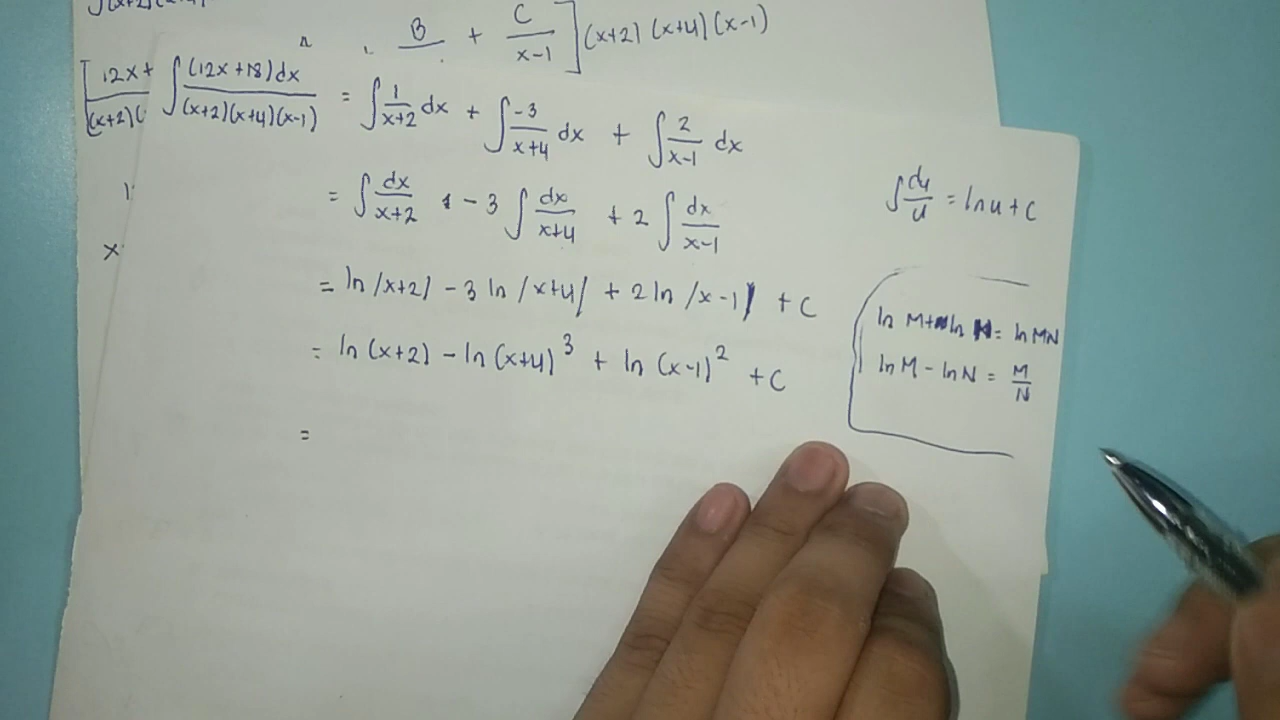 B/ + C/(x-1) ] (x+2) (x+4) (x-1)
[ 12x+
(x+2)(
∫ (12x+18)dx / (x+2)(x+4)(x-1) = ∫ 1/(x+2) dx + ∫ -3/(x+4) dx + ∫ 2/(x-1) dx
= ∫ dx/(x+2) - 3 ∫ dx/(x+4) + 2 ∫ dx/(x-1)
∫ du/u = ln u + C
x
= ln |x+2| - 3 ln |x+4| + 2 ln |x-1| + C
= ln (x+2) - ln (x+4)³ + ln (x-1)² + C
=
ln M + ln N = ln MN
ln M - ln N = M/N